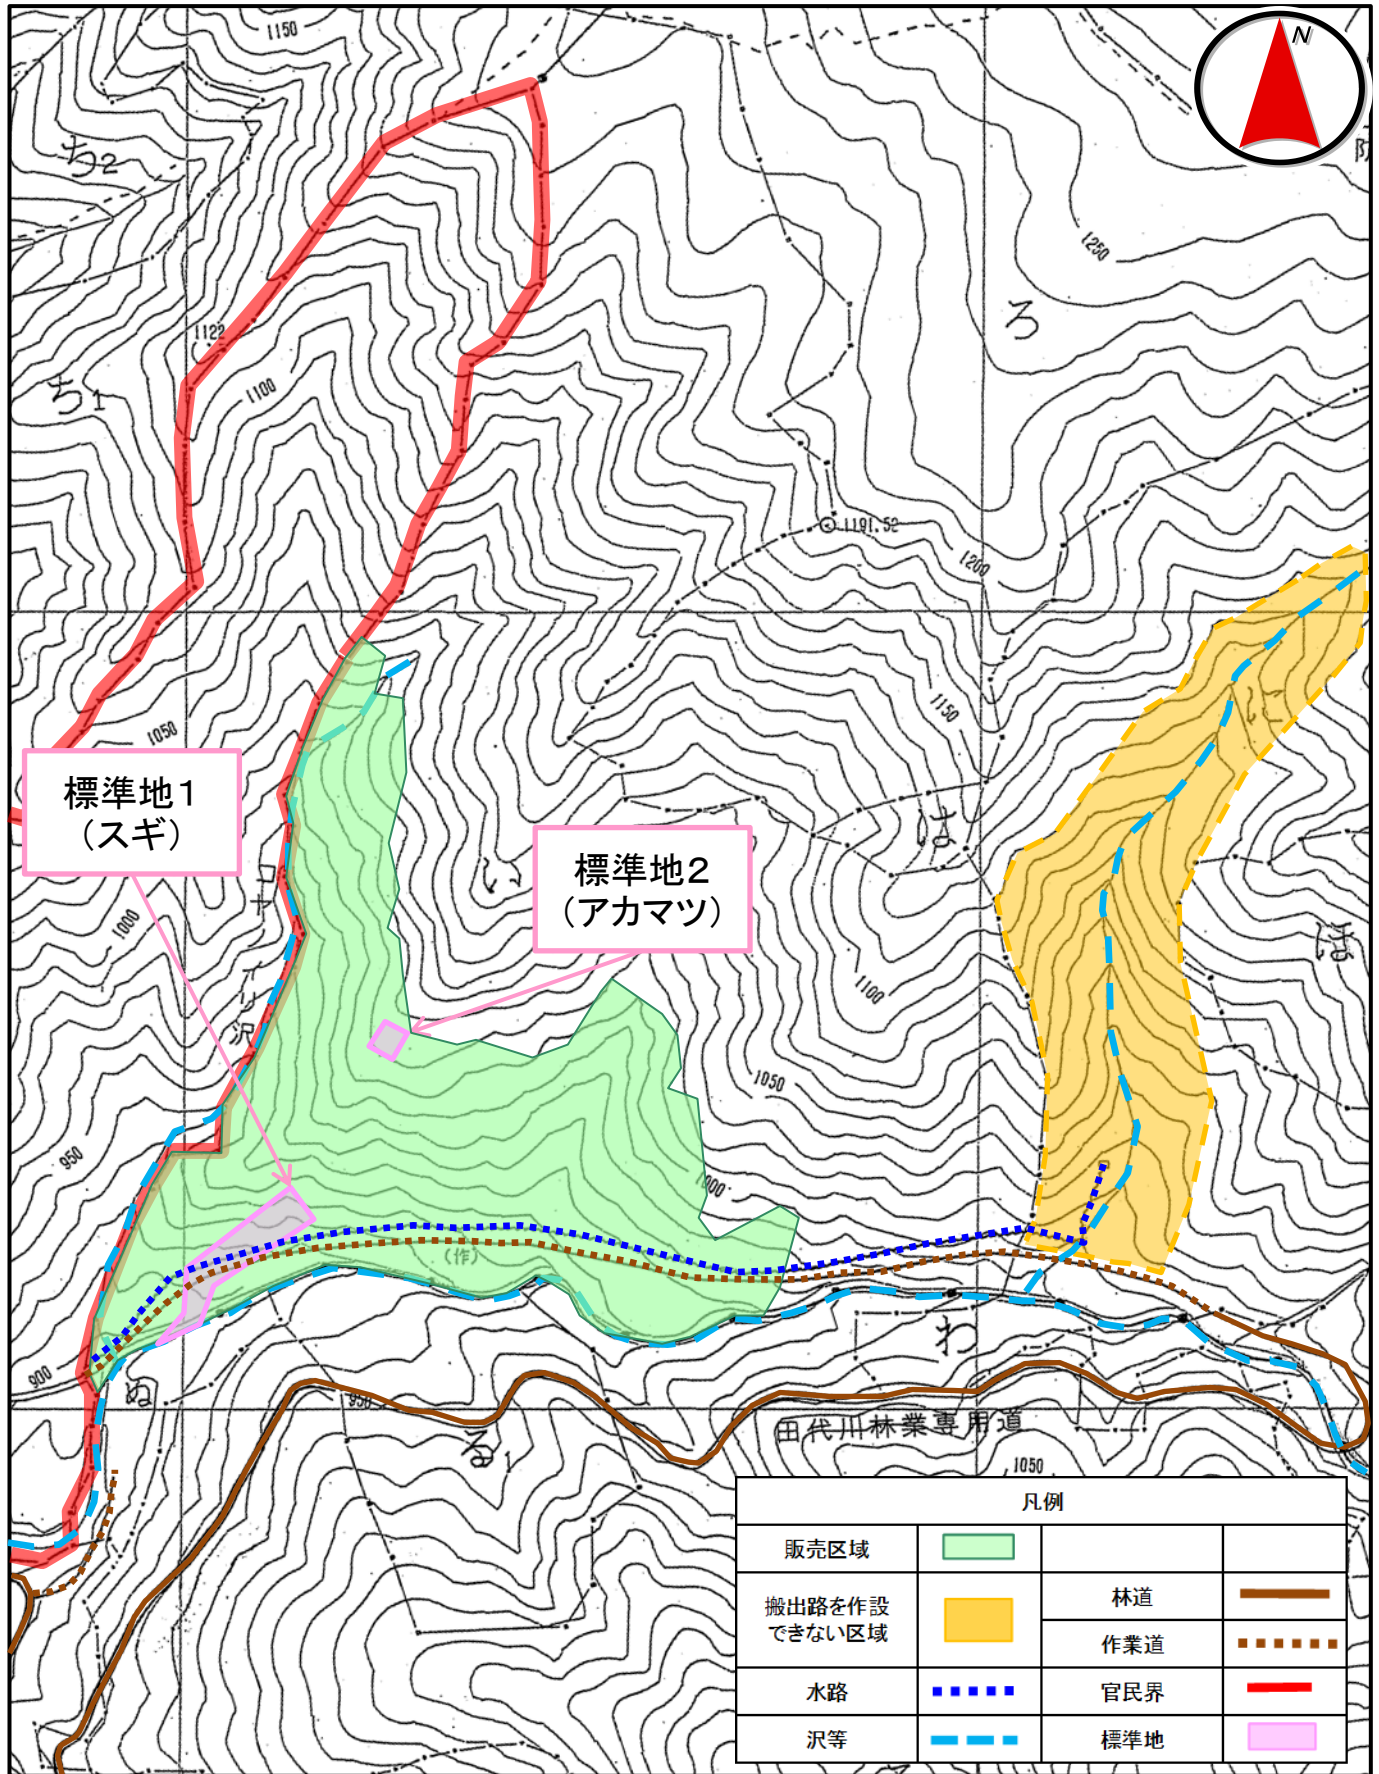 1150
N
ち2
1250
ろ
1122
ち1
1100
1191.52
1200
1150
1050
は
に
い
標準地1
(スギ)
標準地2
(アカマツ)
ほ
1000
沢
1100
1050
950
1000
(作)
わ
900
ぬ
950
る1
田代川林業専用道
1050
凡例
販売区域
搬出路を作設
できない区域
林道
作業道
水路
官民界
沢等
標準地